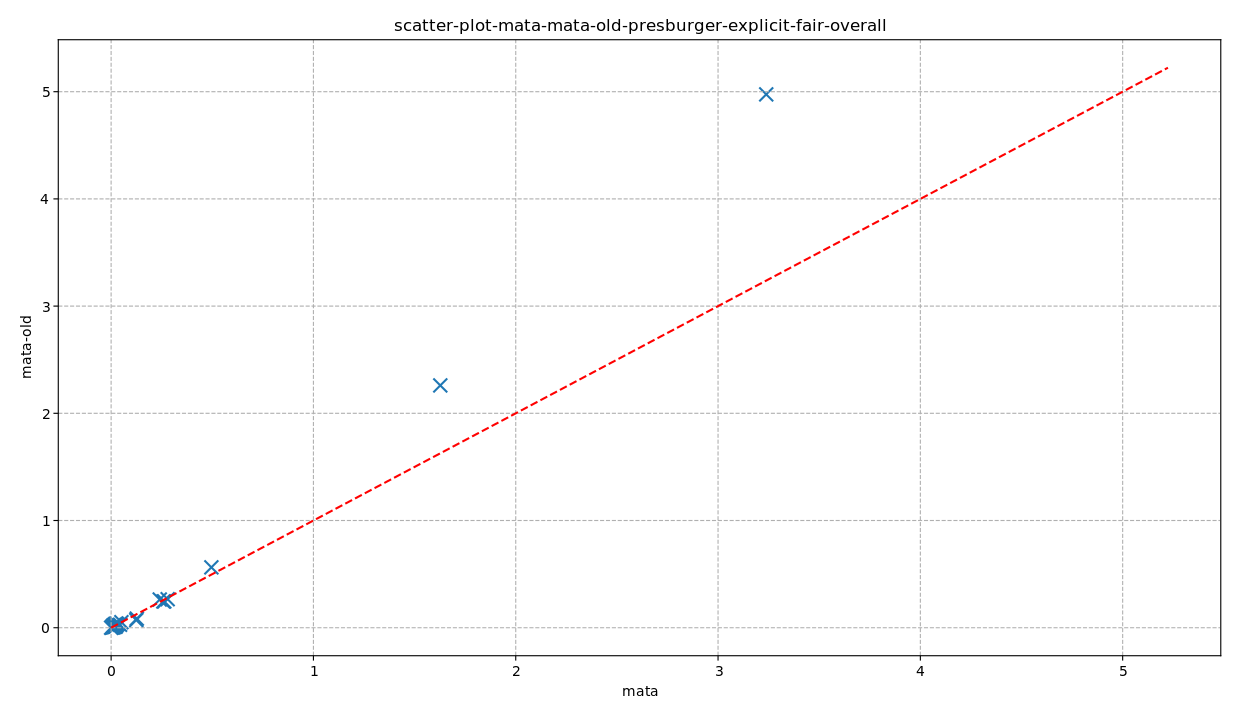 scatter-plot-mata-mata-old-presburger-explicit-fair-overall
5
4
3
2
1
0
mata-old
0 1 2 3 4 5
mata